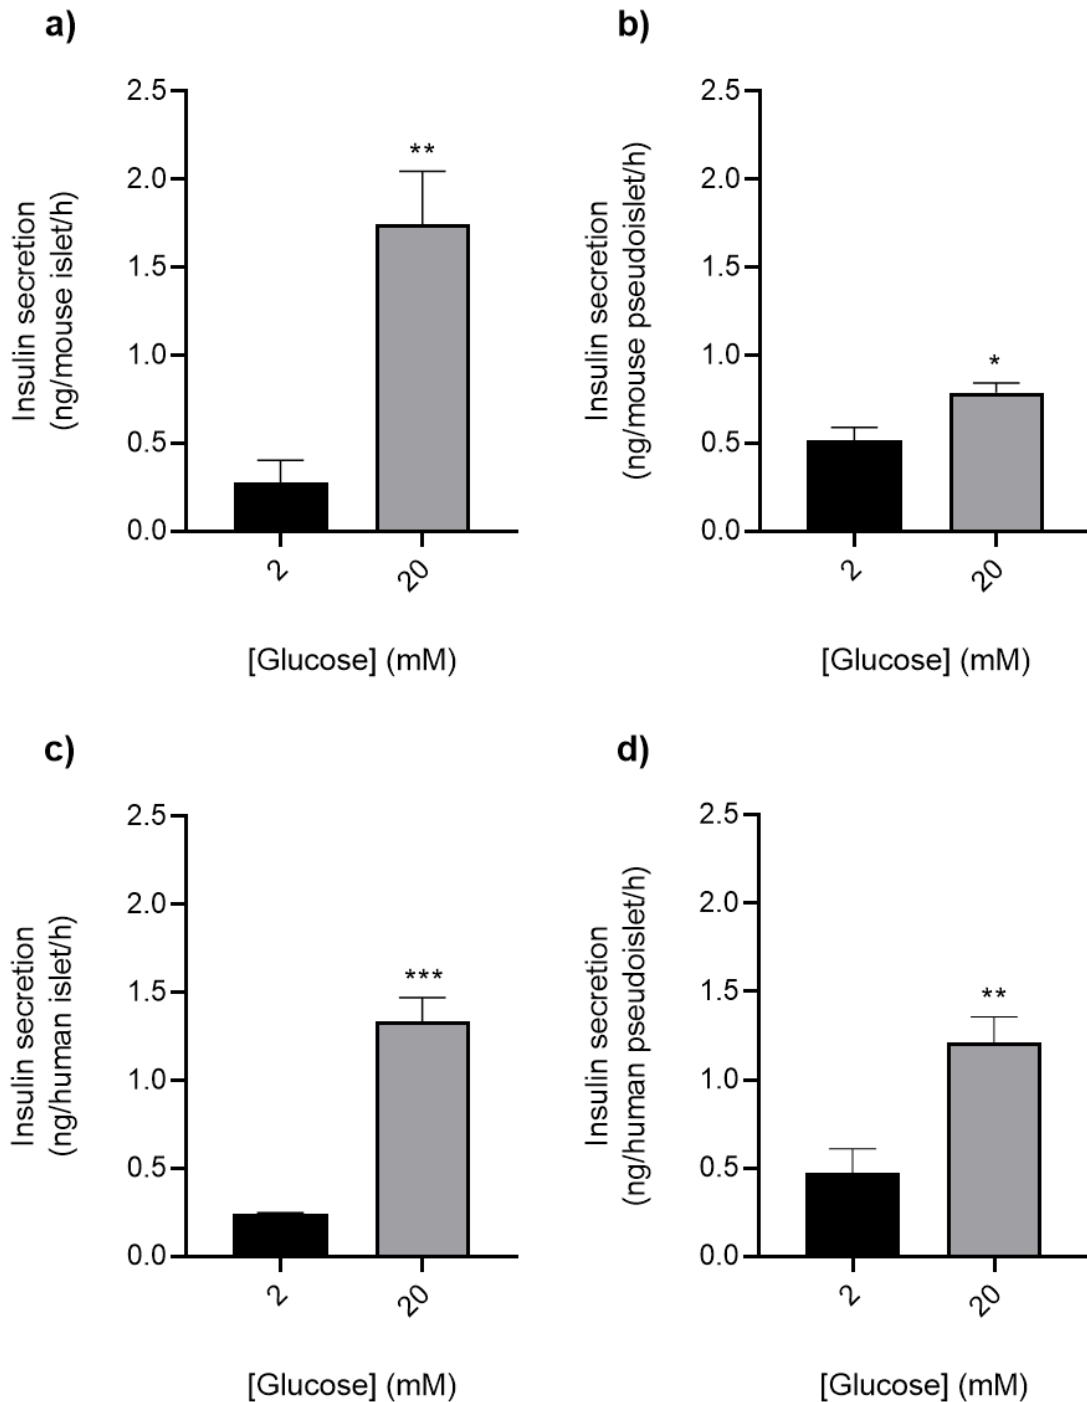 a)
2.5
2.0
1.5
1.0
0.5
0.0
Insulin secretion
(ng/mouse islet/h)
**
2
20
[Glucose] (mM)
b)
2.5
2.0
1.5
1.0
0.5
0.0
Insulin secretion
(ng/mouse pseudoislet/h)
*
2
20
[Glucose] (mM)
c)
2.5
2.0
1.5
1.0
0.5
0.0
Insulin secretion
(ng/human islet/h)
***
2
20
[Glucose] (mM)
d)
2.5
2.0
1.5
1.0
0.5
0.0
Insulin secretion
(ng/human pseudoislet/h)
**
2
20
[Glucose] (mM)